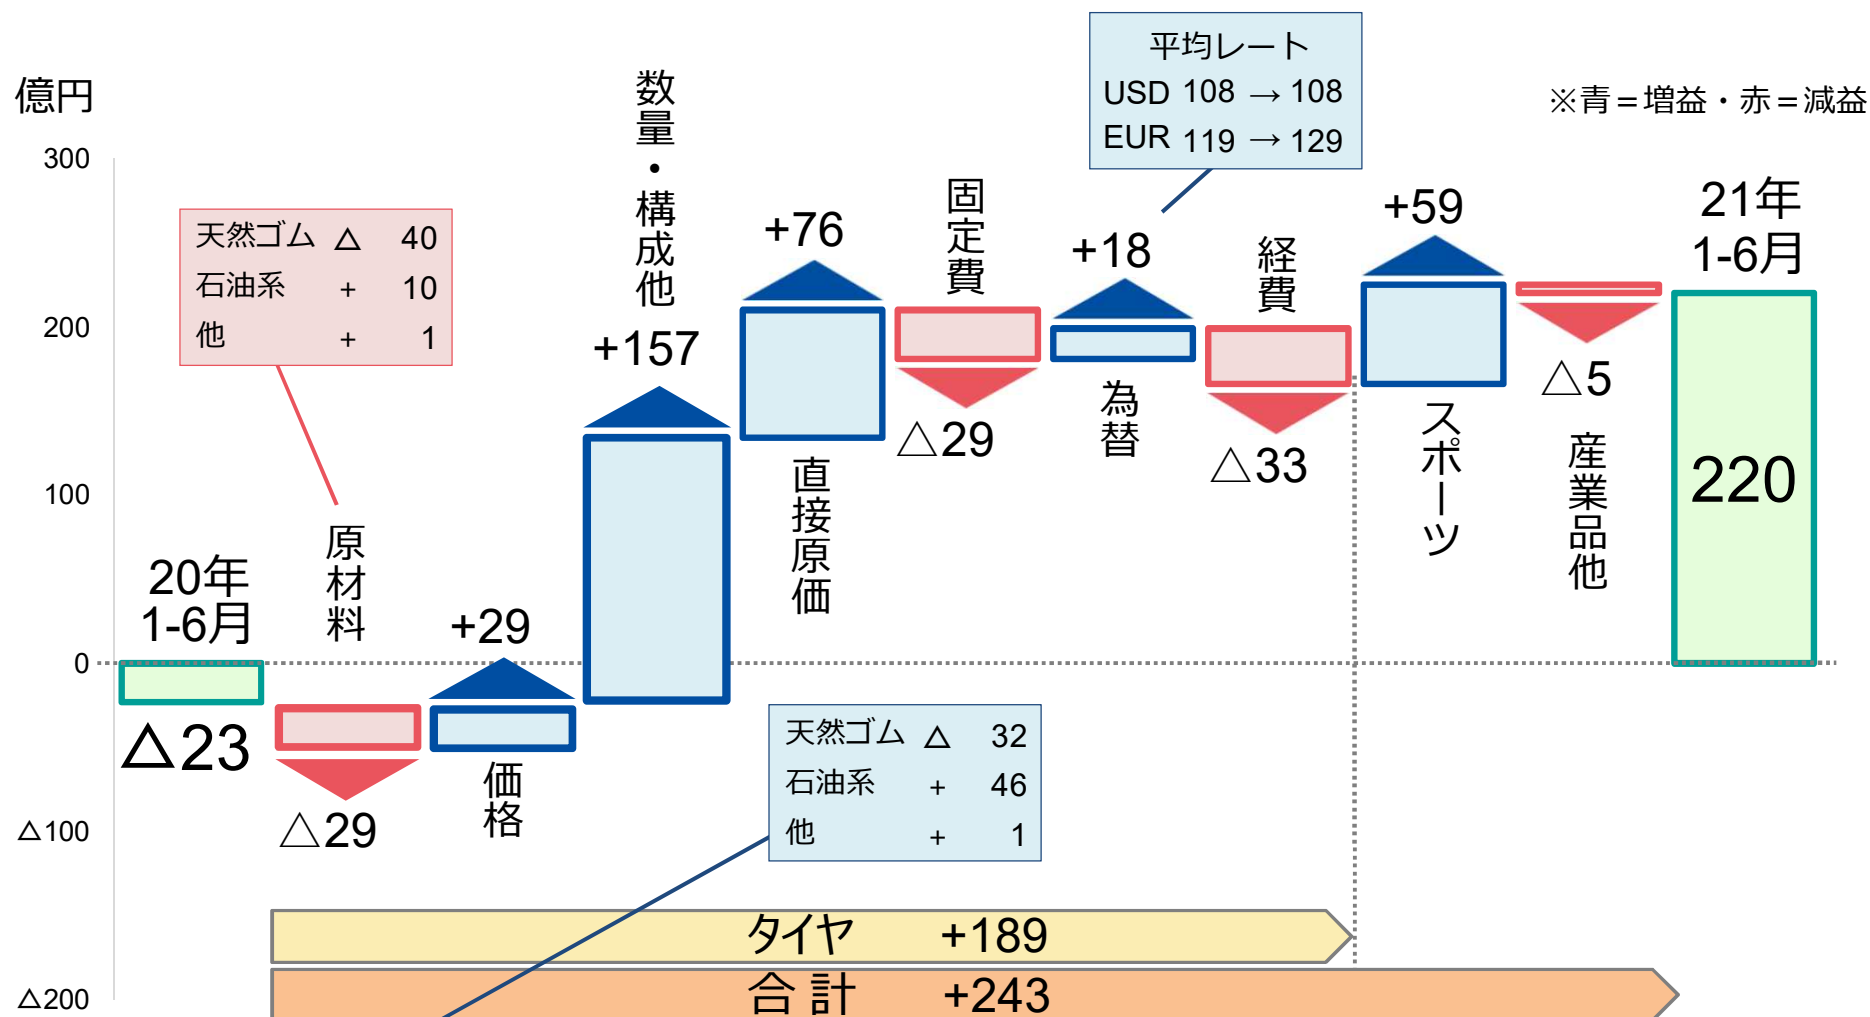 億円
※青＝増益・赤＝減益
300
200
100
0
△100
△200
平均レート
USD 108 → 108
EUR 119 → 129
天然ゴム △ 40
石油系 + 10
他 + 1
20年
1-6月
△23
原材料
△29
+29
価格
数量・構成他
+157
+76
直接原価
固定費
△29
+18
為替
経費
△33
+59
スポーツ
△5
産業品他
21年
1-6月
220
天然ゴム △ 32
石油系 + 46
他 + 1
タイヤ +189
合計 +243